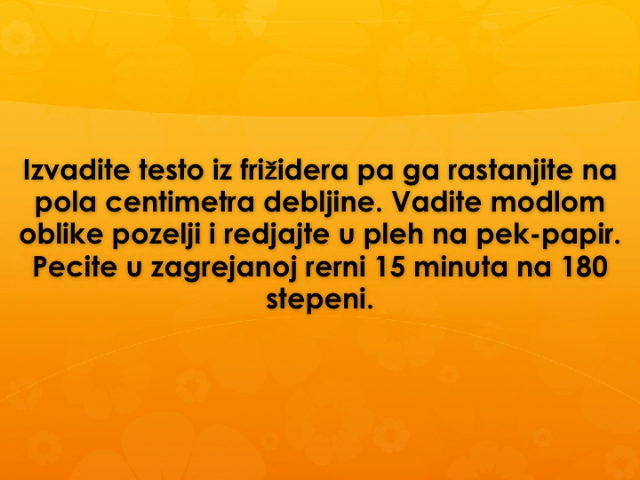 Izvadite testo iz frižidera pa ga rastanjite na
pola centimetra debljine. Vadite modlom
oblike pozelji i redjajte u pleh na pek-papir.
Pecite u zagrejanoj rerni 15 minuta na 180
stepeni.